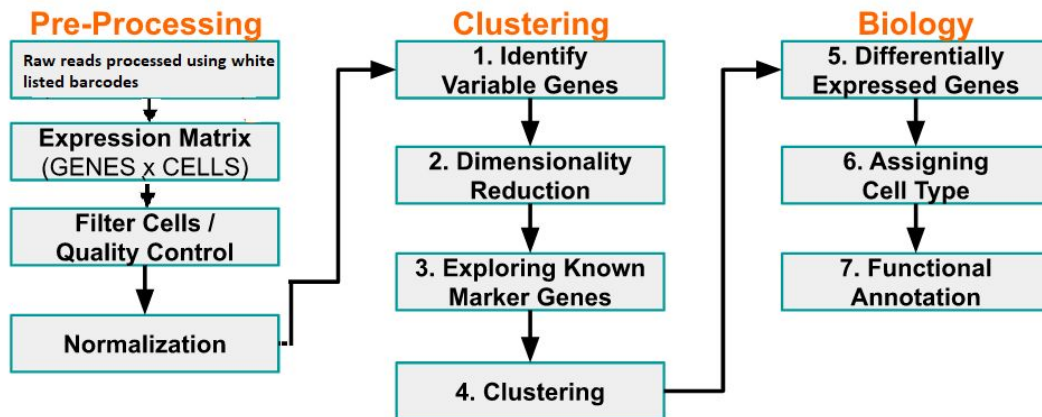 Pre-Processing
Raw reads processed using white
listed barcodes
Expression Matrix
(GENES x CELLS)
Filter Cells /
Quality Control
Normalization
Clustering
1. Identify
Variable Genes
2. Dimensionality
Reduction
3. Exploring Known
Marker Genes
4. Clustering
Biology
5. Differentially
Expressed Genes
6. Assigning
Cell Type
7. Functional
Annotation